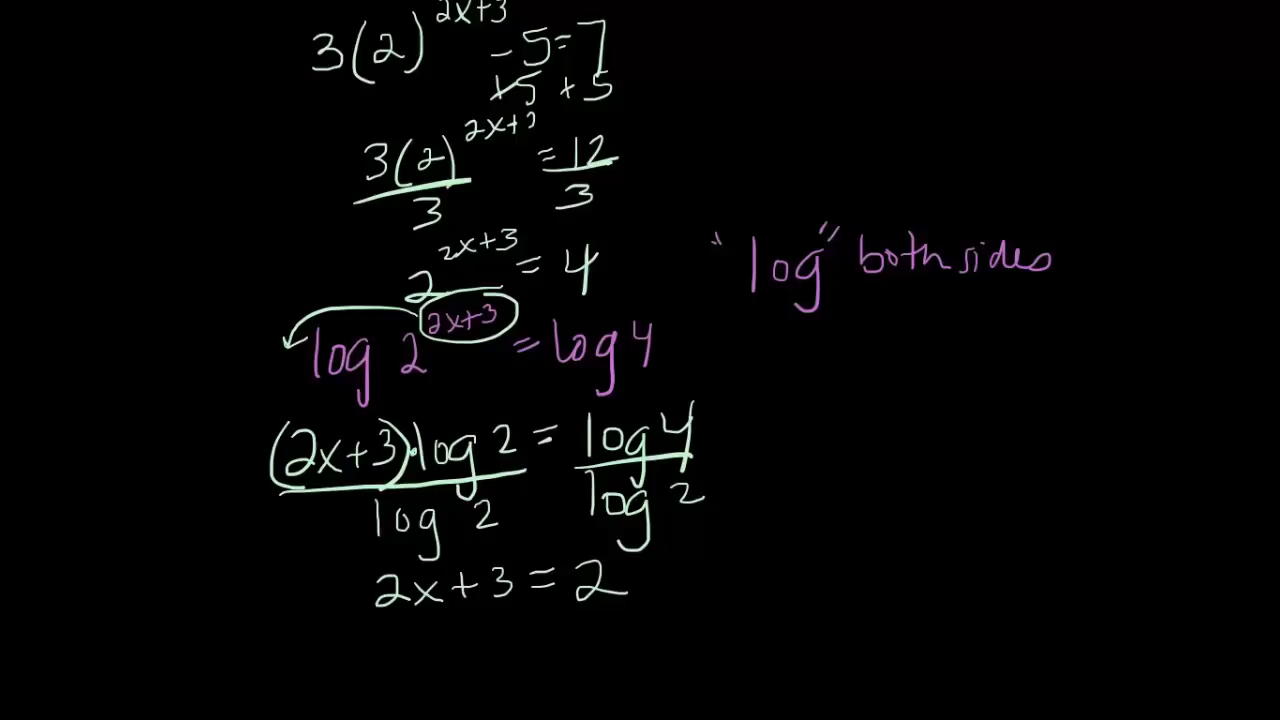 3(2)^{2x+3} - 5 = 7
+5 +5
3(2)^{2x+3} = 12
3 3
2^{2x+3} = 4
"log" both sides
log 2^{2x+3} = log 4
(2x+3)·log 2 = log 4
log 2 log 2
2x+3 = 2